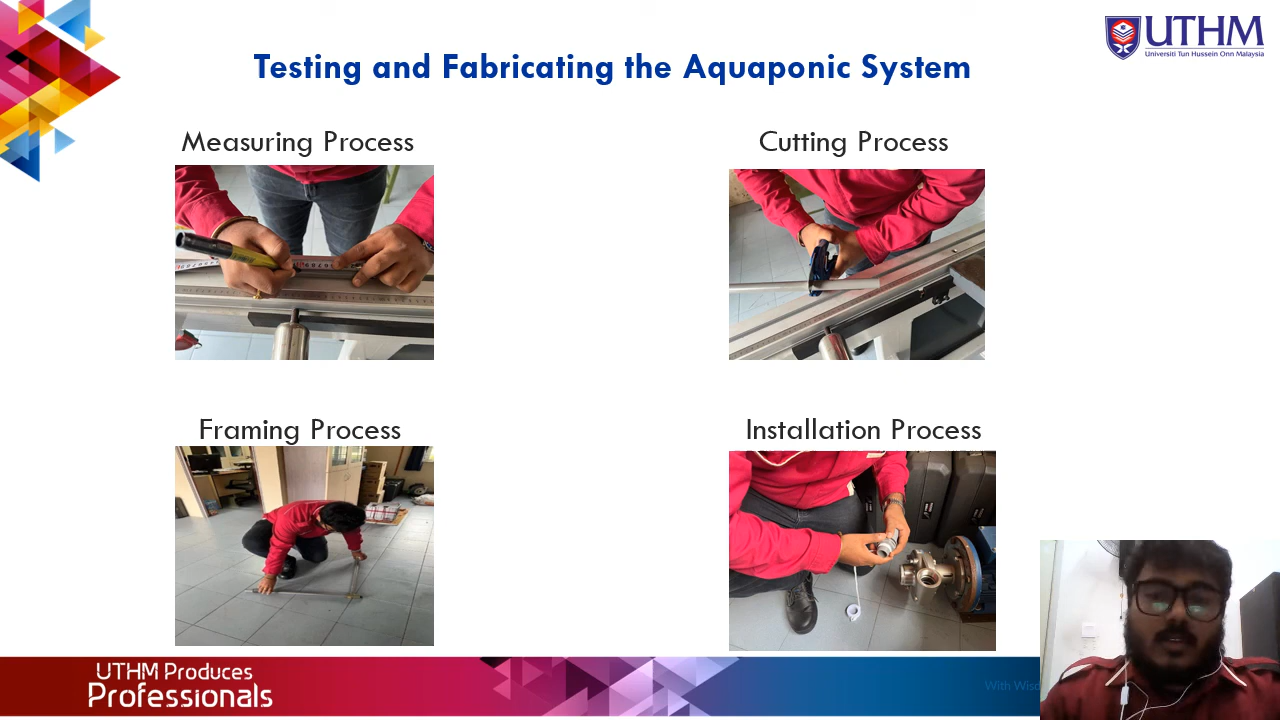 UTHM
Universiti Tun Hussein Onn Malaysia
Testing and Fabricating the Aquaponic System
Measuring Process
Cutting Process
Framing Process
Installation Process
UTHM Produces
Professionals
With